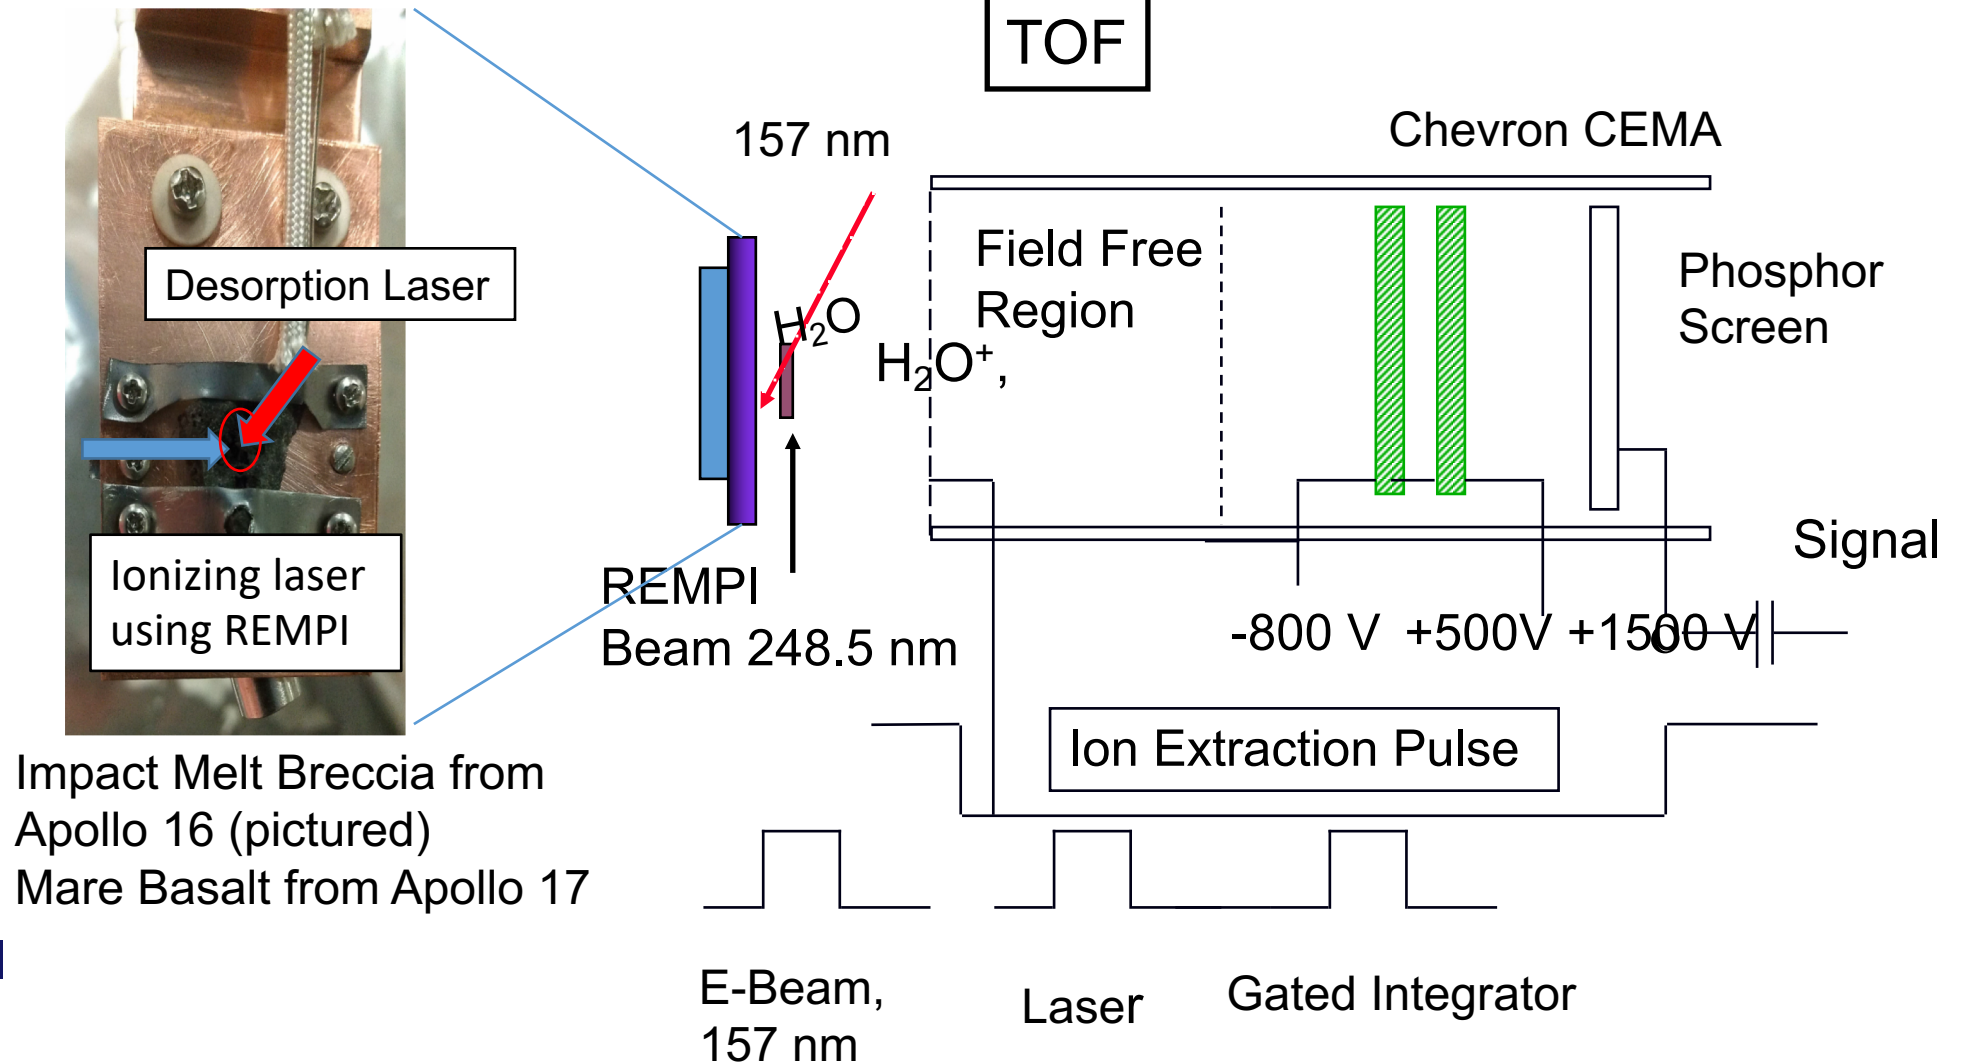 TOF
157 nm
Chevron CEMA
Desorption Laser
Field Free
Region
Phosphor
Screen
H₂O
H₂O⁺,
Ionizing laser
using REMPI
REMPI
Beam 248.5 nm
Signal
-800 V +500V +1500 V
Ion Extraction Pulse
Impact Melt Breccia from
Apollo 16 (pictured)
Mare Basalt from Apollo 17
E-Beam,
157 nm
Laser
Gated Integrator